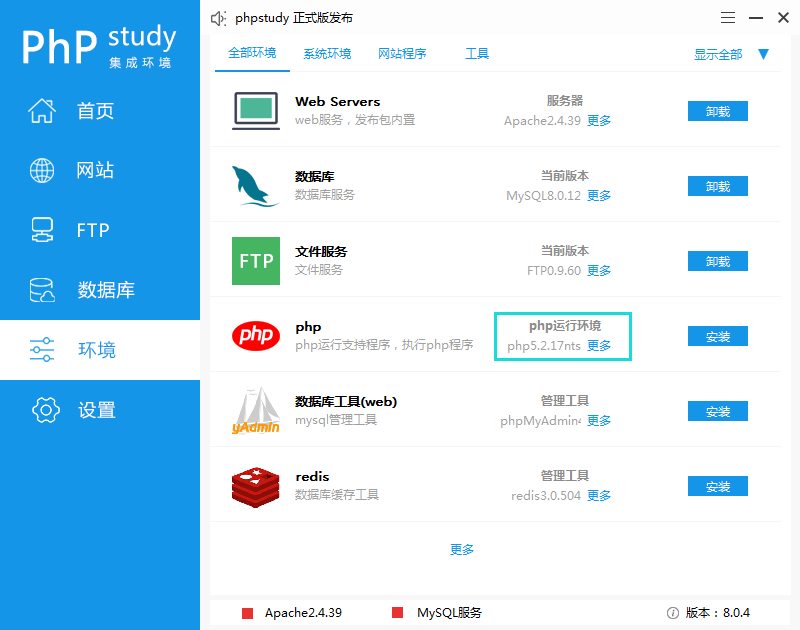 phpstudy 正式版发布
PhP study
集成环境
首页
网站
FTP
数据库
环境
设置
全部环境 系统环境 网站程序 工具 显示全部
Web Servers 服务器
web服务，发布包内置 Apache2.4.39 更多 卸载
数据库 当前版本
数据库服务 MySQL8.0.12 更多 卸载
FTP 文件服务 当前版本
文件服务 FTP0.9.60 更多 卸载
php php php运行环境
php运行支持程序，执行php程序 php5.2.17nts 更多 安装
数据库工具(web) 管理工具
yAdmin mysql管理工具 phpMyAdmin4 更多 安装
redis 管理工具
数据库缓存工具 redis3.0.504 更多 安装
更多
Apache2.4.39 MySQL服务 版本：8.0.4